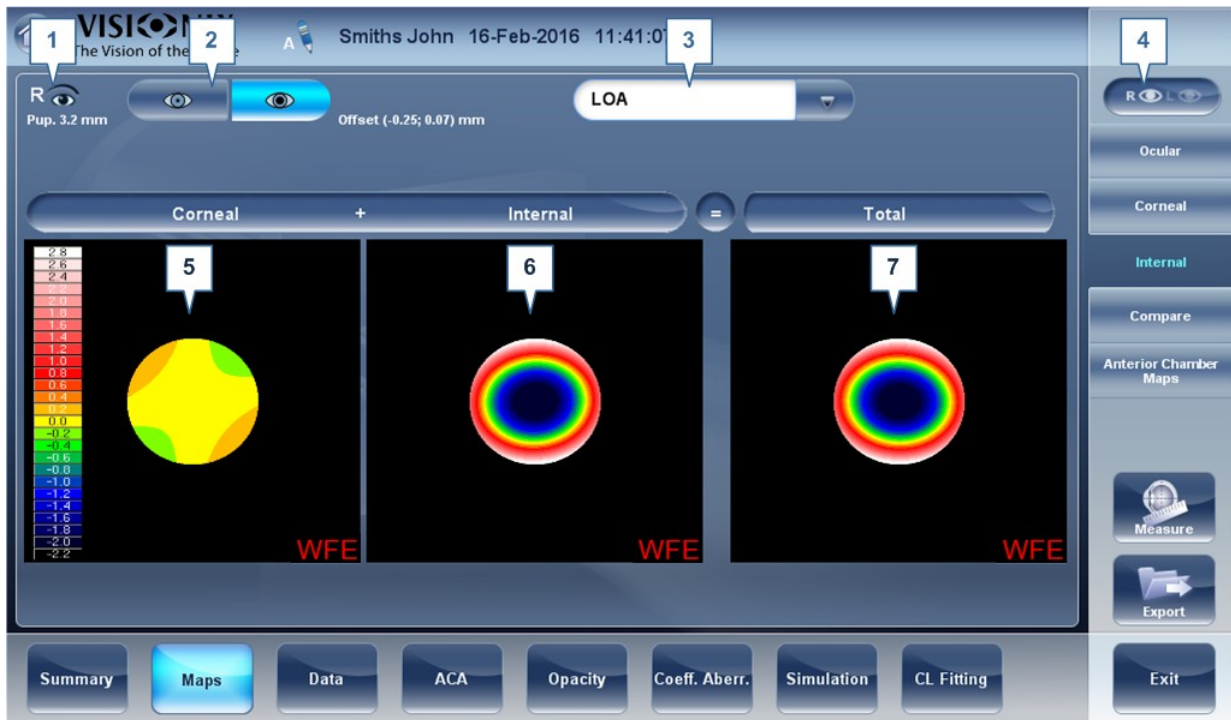 VISIONIX
The Vision of the
A
Smiths John 16-Feb-2016 11:41:07
1
2
3
4
R
Pup. 3.2 mm
Offset (-0.25; 0.07) mm
LOA
R L
Ocular
Corneal
Internal
Compare
Anterior Chamber
Maps
Measure
Export
Corneal + Internal = Total
5
6
7
2.8
2.6
2.4
2.2
2.0
1.8
1.6
1.4
1.2
1.0
0.8
0.6
0.4
0.2
0.0
-0.2
-0.4
-0.6
-0.8
-1.0
-1.2
-1.4
-1.6
-1.8
-2.0
-2.2
WFE
WFE
WFE
Summary
Maps
Data
ACA
Opacity
Coeff. Aberr.
Simulation
CL Fitting
Exit